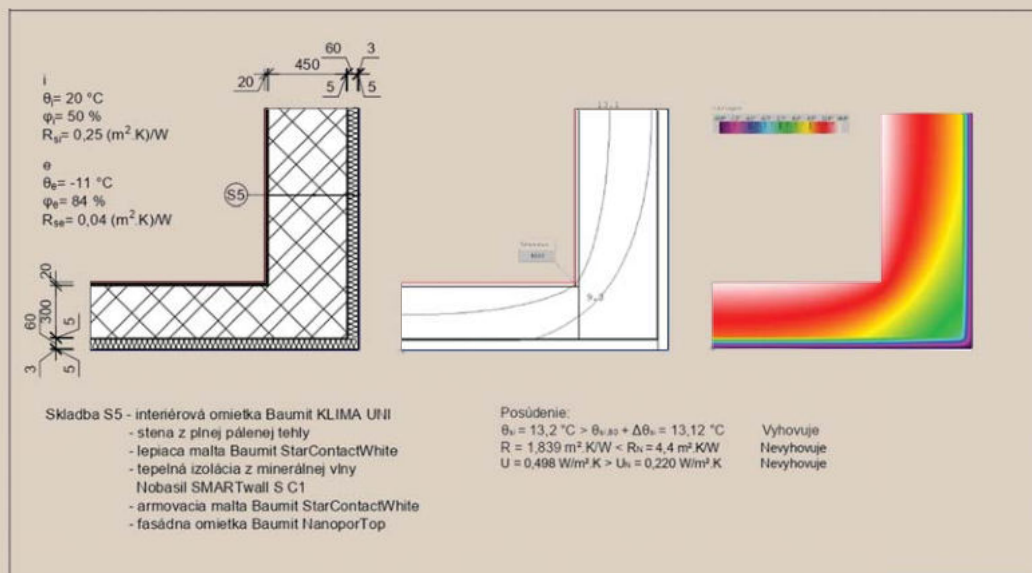 60 3
450
20 5 5
i
θᵢ= 20 °C
φᵢ= 50 %
Rₛᵢ= 0,25 (m².K)/W
e
θₑ= -11 °C
φₑ= 84 %
Rₛₑ= 0,04 (m².K)/W
S5
20
300
60 5
3 5
13,1
9,3
Skladba S5 - interiérová omietka Baumit KLIMA UNI
- stena z plnej pálenej tehly
- lepiaca malta Baumit StarContactWhite
- tepelná izolácia z minerálnej vlny
Nobasil SMARTwall S C1
- armovacia malta Baumit StarContactWhite
- fasádna omietka Baumit NanoporTop
Posúdenie:
θsi = 13,2 °C > θsi,80 + Δθsi = 13,12 °C Vyhovuje
R = 1,839 m².K/W < RN = 4,4 m².K/W Nevyhovuje
U = 0,498 W/m².K > UN = 0,220 W/m².K Nevyhovuje